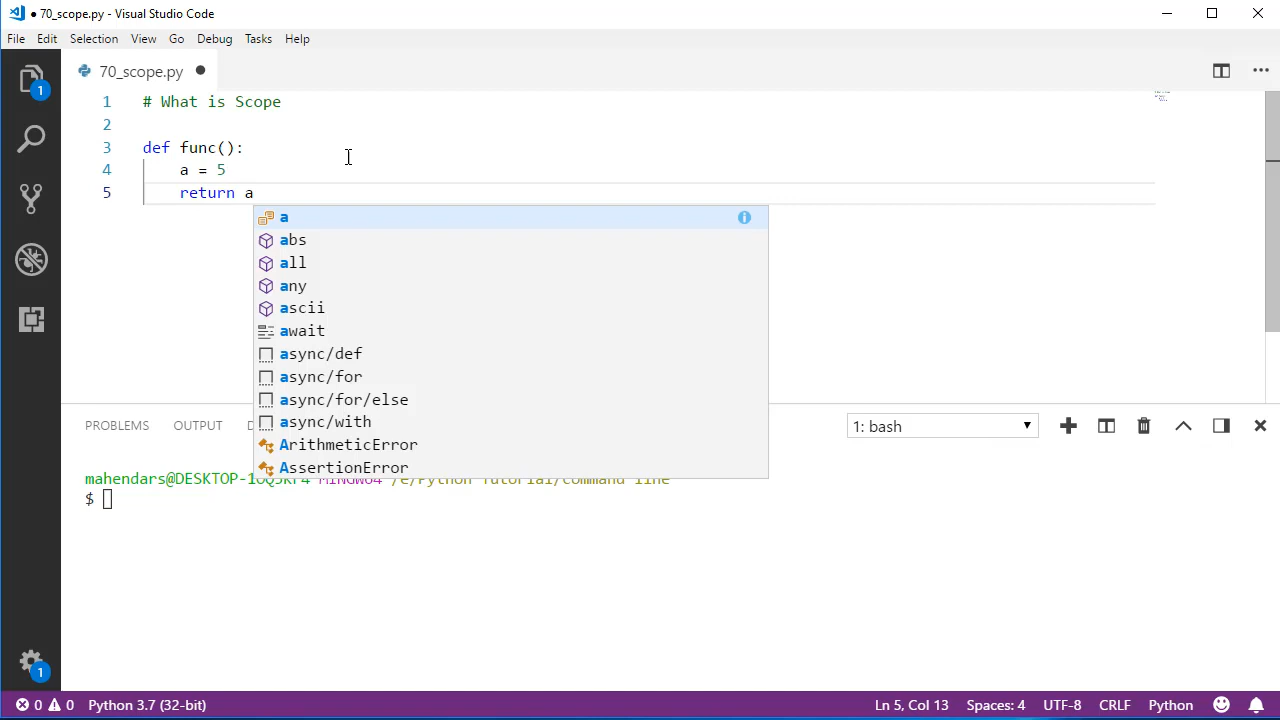 ● 70_scope.py - Visual Studio Code
File Edit Selection View Go Debug Tasks Help
70_scope.py ●
1 # What is Scope
2
3 def func():
4 a = 5
5 return a
a
abs
all
any
ascii
await
async/def
async/for
async/for/else
async/with
ArithmeticError
AssertionError
1
PROBLEMS OUTPUT
1: bash
mahendars@DESKTOP- MINGW64 /e/Python Tutorial/command line
$
1
0 0 Python 3.7 (32-bit) Ln 5, Col 13 Spaces: 4 UTF-8 CRLF Python